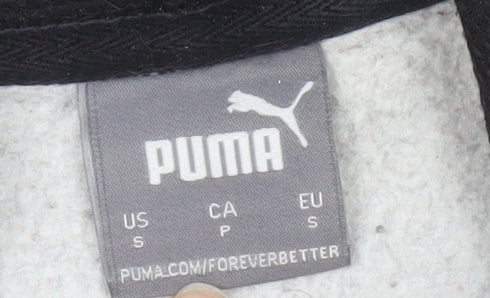 PUMA
US CA EU
S P S
PUMA.COM/FOREVERBETTER